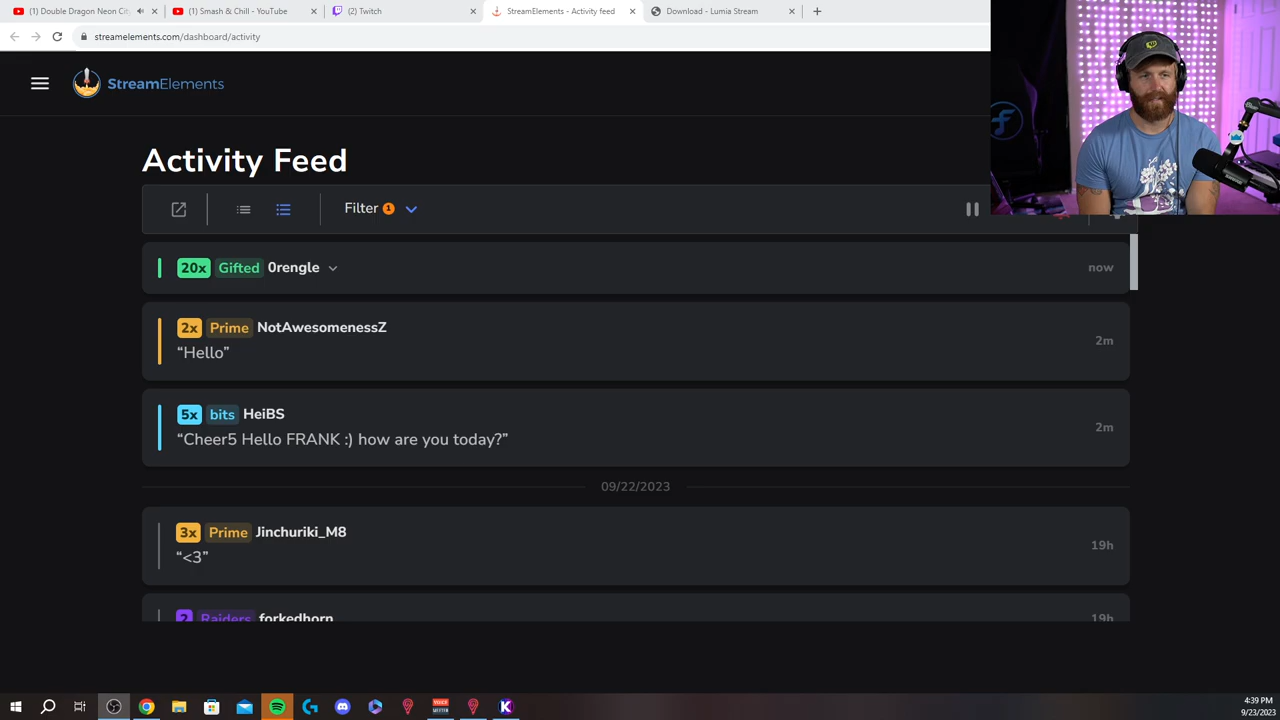 (1) Double Dragon Neon Cit
(1) Smash & Chill - YouTube
(2) Twitch
StreamElements - Activity feed
Download - Lumia Stream
streamelements.com/dashboard/activity
StreamElements
Activity Feed
Filter 1
20x Gifted 0rengle
now
2x Prime NotAwesomenessZ
“Hello”
2m
5x bits HeiBS
“Cheer5 Hello FRANK :) how are you today?”
2m
09/22/2023
3x Prime Jinchuriki_M8
“<3”
19h
2 Raiders forkedhorn
19h
4:39 PM
9/23/2023